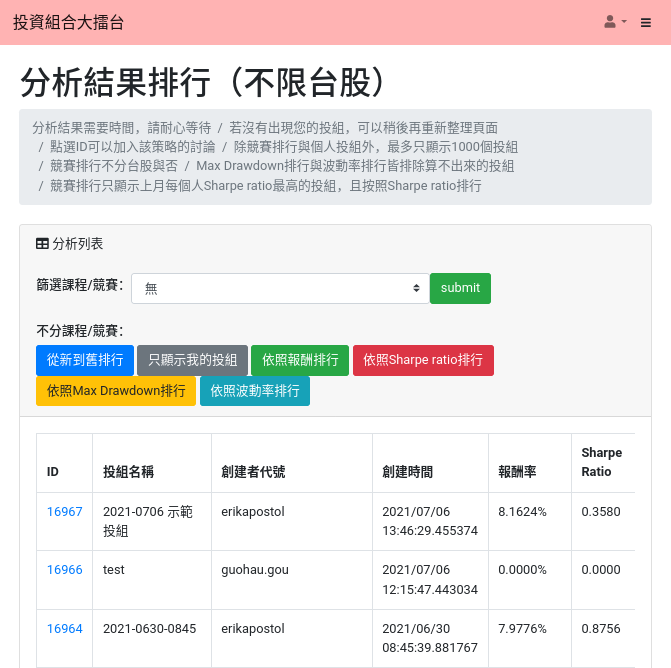 投資組合大擂台
分析結果排行（不限台股）
分析結果需要時間，請耐心等待 / 若沒有出現您的投組，可以稍後再重新整理頁面
/ 點選ID可以加入該策略的討論 / 除競賽排行與個人投組外，最多只顯示1000個投組
/ 競賽排行不分台股與否 / Max Drawdown排行與波動率排行皆排除算不出來的投組
/ 競賽排行只顯示上月每個人Sharpe ratio最高的投組，且按照Sharpe ratio排行
分析列表
篩選課程/競賽： 無 submit
不分課程/競賽：
從新到舊排行 只顯示我的投組 依照報酬排行 依照Sharpe ratio排行
依照Max Drawdown排行 依照波動率排行
ID 投組名稱 創建者代號 創建時間 報酬率 Sharpe
Ratio
16967 2021-0706 示範 erikapostol 2021/07/06 8.1624% 0.3580
投組 13:46:29.455374
16966 test guohau.gou 2021/07/06 0.0000% 0.0000
12:15:47.443034
16964 2021-0630-0845 erikapostol 2021/06/30 7.9776% 0.8756
08:45:39.881767